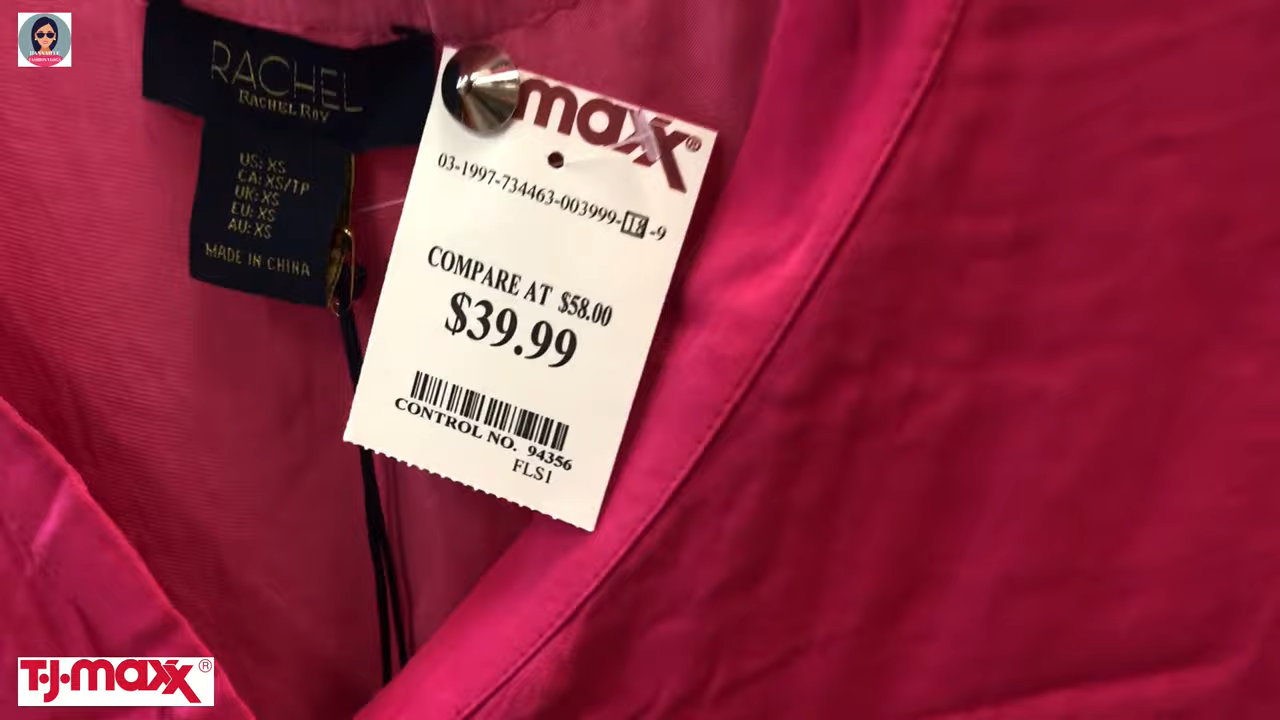 RACHEL
RACHEL ROY
US: XS
CA: XS/TP
UK: XS
EU: XS
AU: XS
MADE IN CHINA
maxx®
03-1997-734463-003999-18-9
COMPARE AT $58.00
$39.99
CONTROL NO. 94356
FLS1
T·J·maxx®